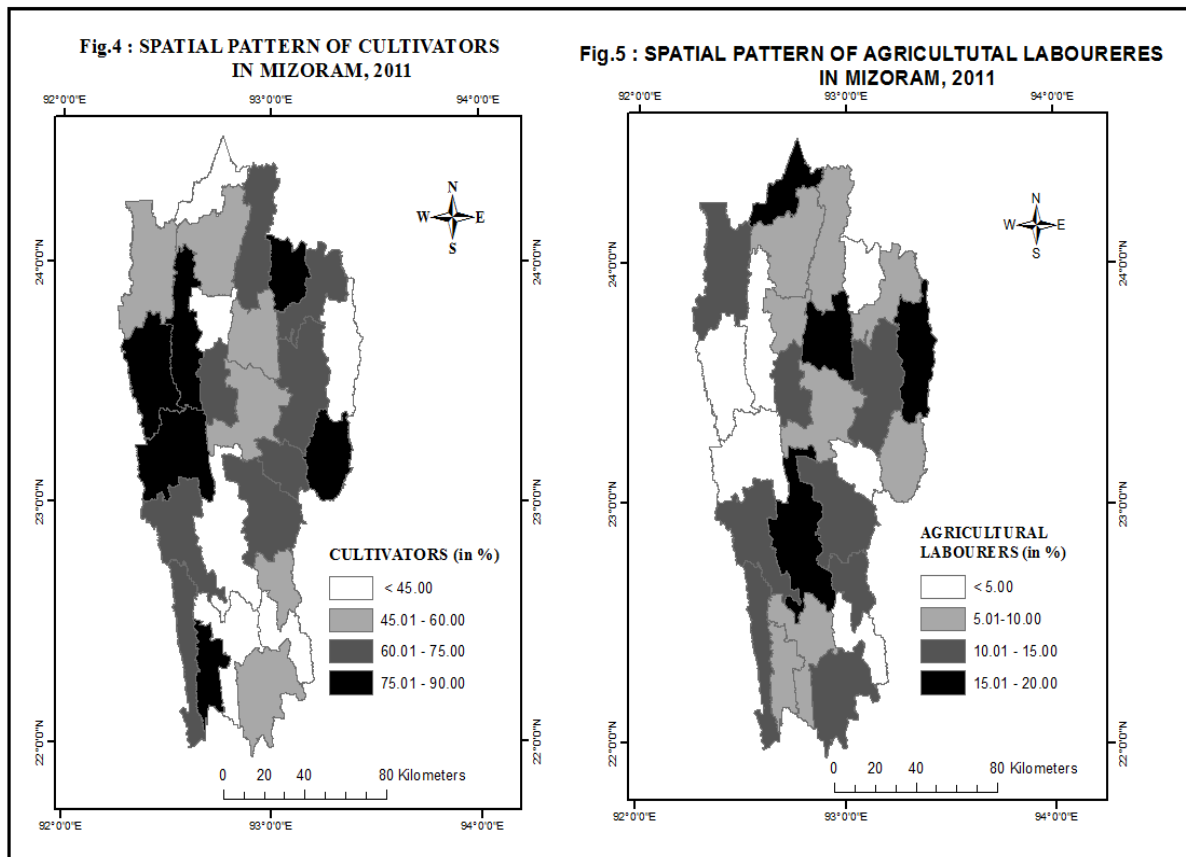 Fig.4 : SPATIAL PATTERN OF CULTIVATORS
IN MIZORAM, 2011
92°0'0"E
93°0'0"E
94°0'0"E
N
W
E
S
24°0'0"N
24°0'0"N
23°0'0"N
23°0'0"N
22°0'0"N
22°0'0"N
CULTIVATORS (in %)
< 45.00
45.01 - 60.00
60.01 - 75.00
75.01 - 90.00
0 20 40 80 Kilometers
92°0'0"E
93°0'0"E
94°0'0"E
Fig.5 : SPATIAL PATTERN OF AGRICULTUTAL LABOURERES
IN MIZORAM, 2011
92°0'0"E
93°0'0"E
94°0'0"E
N
W
E
S
24°0'0"N
24°0'0"N
23°0'0"N
23°0'0"N
22°0'0"N
22°0'0"N
AGRICULTURAL
LABOURERS (in %)
< 5.00
5.01-10.00
10.01 - 15.00
15.01 - 20.00
0 20 40 80 Kilometers
92°0'0"E
93°0'0"E
94°0'0"E